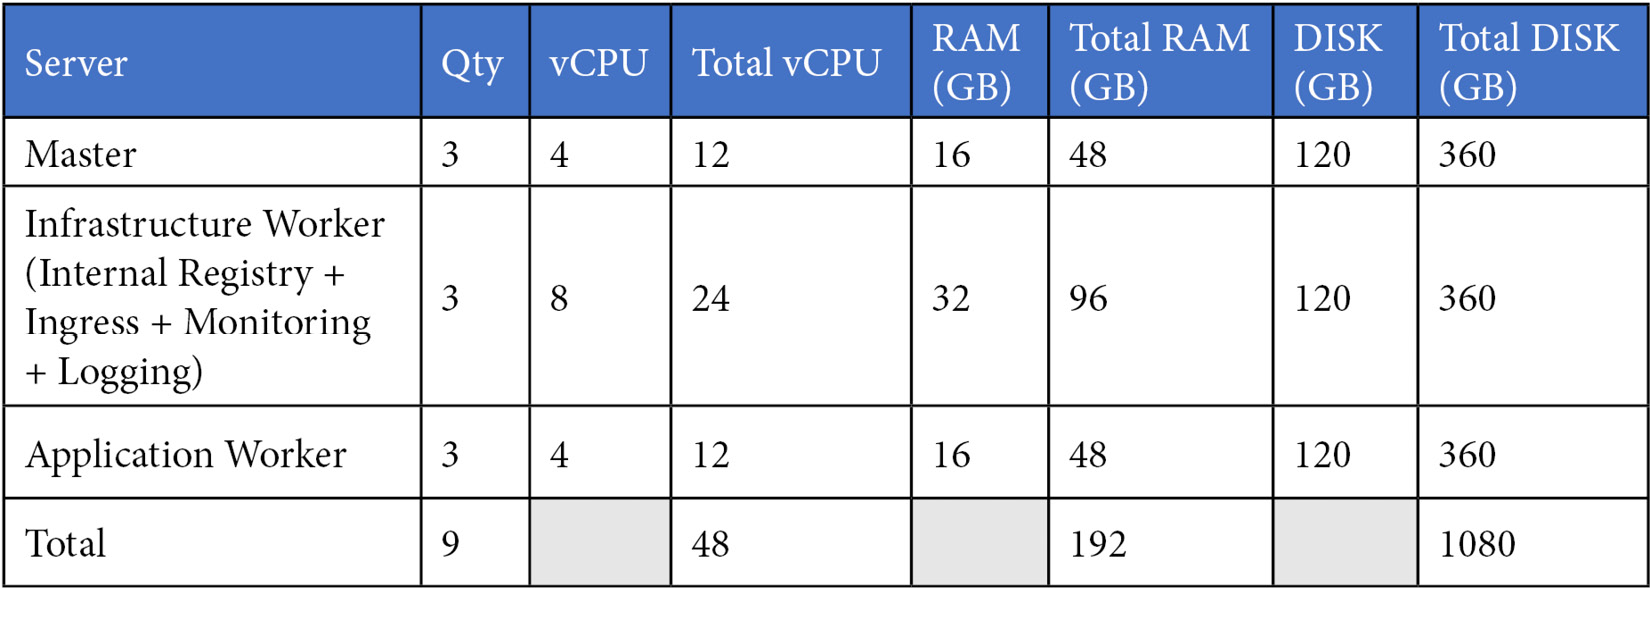 Server Qty vCPU Total vCPU RAM (GB) Total RAM (GB) DISK (GB) Total DISK (GB)
Master 3 4 12 16 48 120 360
Infrastructure Worker
(Internal Registry +
Ingress + Monitoring
+ Logging) 3 8 24 32 96 120 360
Application Worker 3 4 12 16 48 120 360
Total 9 48 192 1080